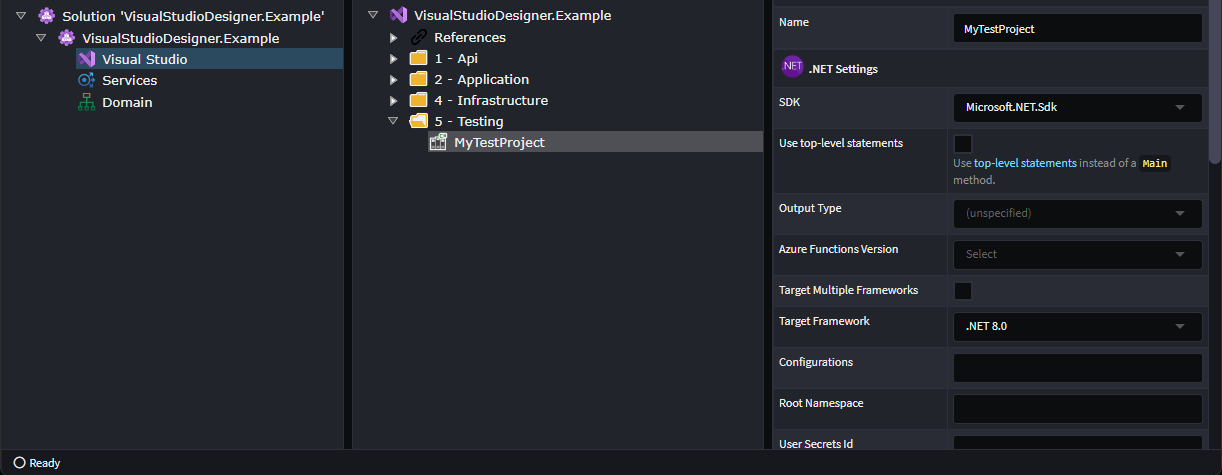 Solution 'VisualStudioDesigner.Example'
VisualStudioDesigner.Example
Visual Studio
Services
Domain
VisualStudioDesigner.Example
References
1 - Api
2 - Application
4 - Infrastructure
5 - Testing
MyTestProject
Name
MyTestProject
.NET
.NET Settings
SDK
Microsoft.NET.Sdk
Use top-level statements
Use top-level statements instead of a Main
method.
Output Type
(unspecified)
Azure Functions Version
Select
Target Multiple Frameworks
Target Framework
.NET 8.0
Configurations
Root Namespace
User Secrets Id
Ready